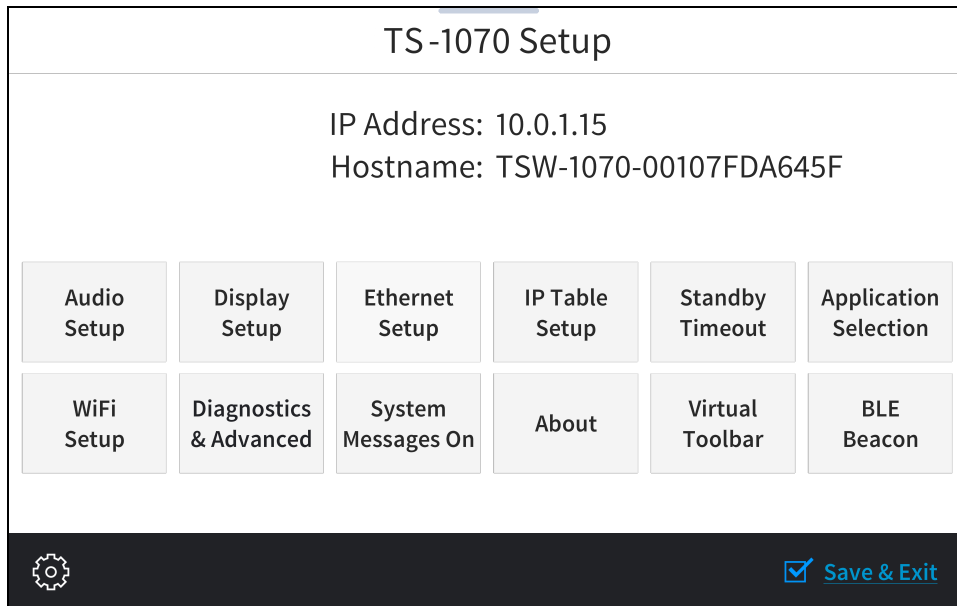 TS-1070 Setup
IP Address: 10.0.1.15
Hostname: TSW-1070-00107FDA645F
Audio
Setup
Display
Setup
Ethernet
Setup
IP Table
Setup
Standby
Timeout
Application
Selection
WiFi
Setup
Diagnostics
& Advanced
System
Messages On
About
Virtual
Toolbar
BLE
Beacon
Save & Exit